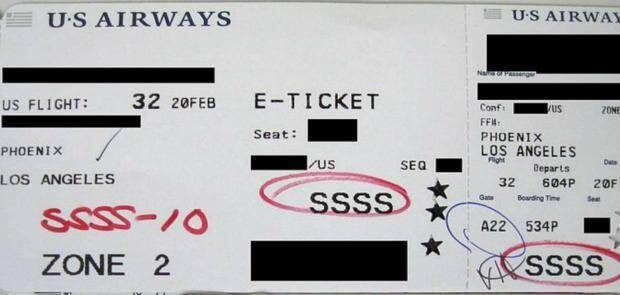 U·S AIRWAYS
US FLIGHT: 32 20FEB
PHOENIX
LOS ANGELES
SSSS-10
ZONE 2
E-TICKET
Seat:
/US SEQ
SSSS
U·S AIRWAY
Name of Passenger
Conf: /US ZONE
FF#:
PHOENIX
LOS ANGELES
Flight Departs Date
32 604P 20F
Gate Boarding Time Seat
A22 534P
SSSS